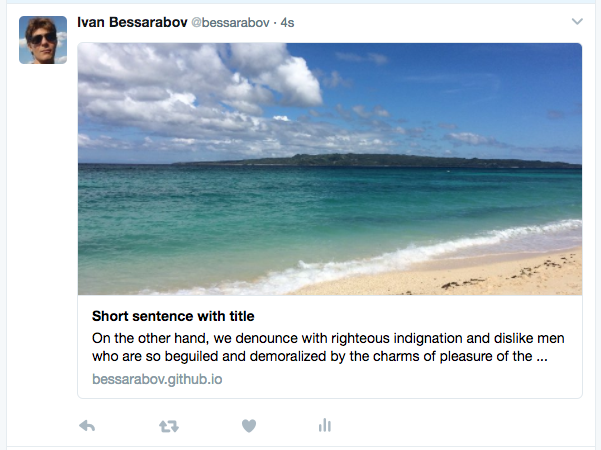 Ivan Bessarabov @bessarabov · 4s
Short sentence with title
On the other hand, we denounce with righteous indignation and dislike men
who are so beguiled and demoralized by the charms of pleasure of the ...
bessarabov.github.io